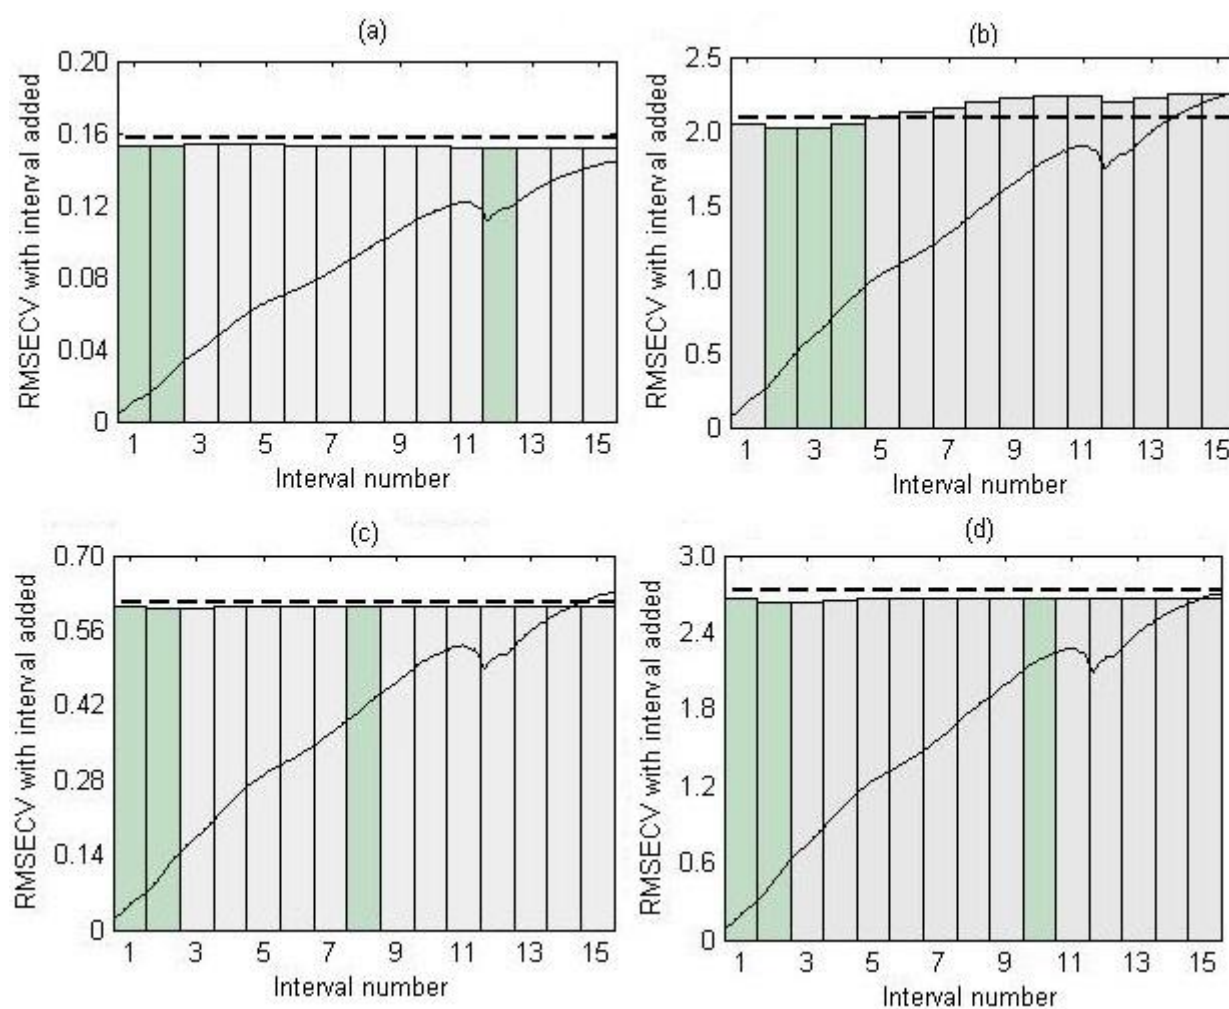 (a)
RMSECV with interval added
0.20
0.16
0.12
0.08
0.04
0
1 3 5 7 9 11 13 15
Interval number
(b)
RMSECV with interval added
2.5
2.0
1.5
1.0
0.5
0
1 3 5 7 9 11 13 15
Interval number
(c)
RMSECV with interval added
0.70
0.56
0.42
0.28
0.14
0
1 3 5 7 9 11 13 15
Interval number
(d)
RMSECV with interval added
3.0
2.4
1.8
1.2
0.6
0
1 3 5 7 9 11 13 15
Interval number